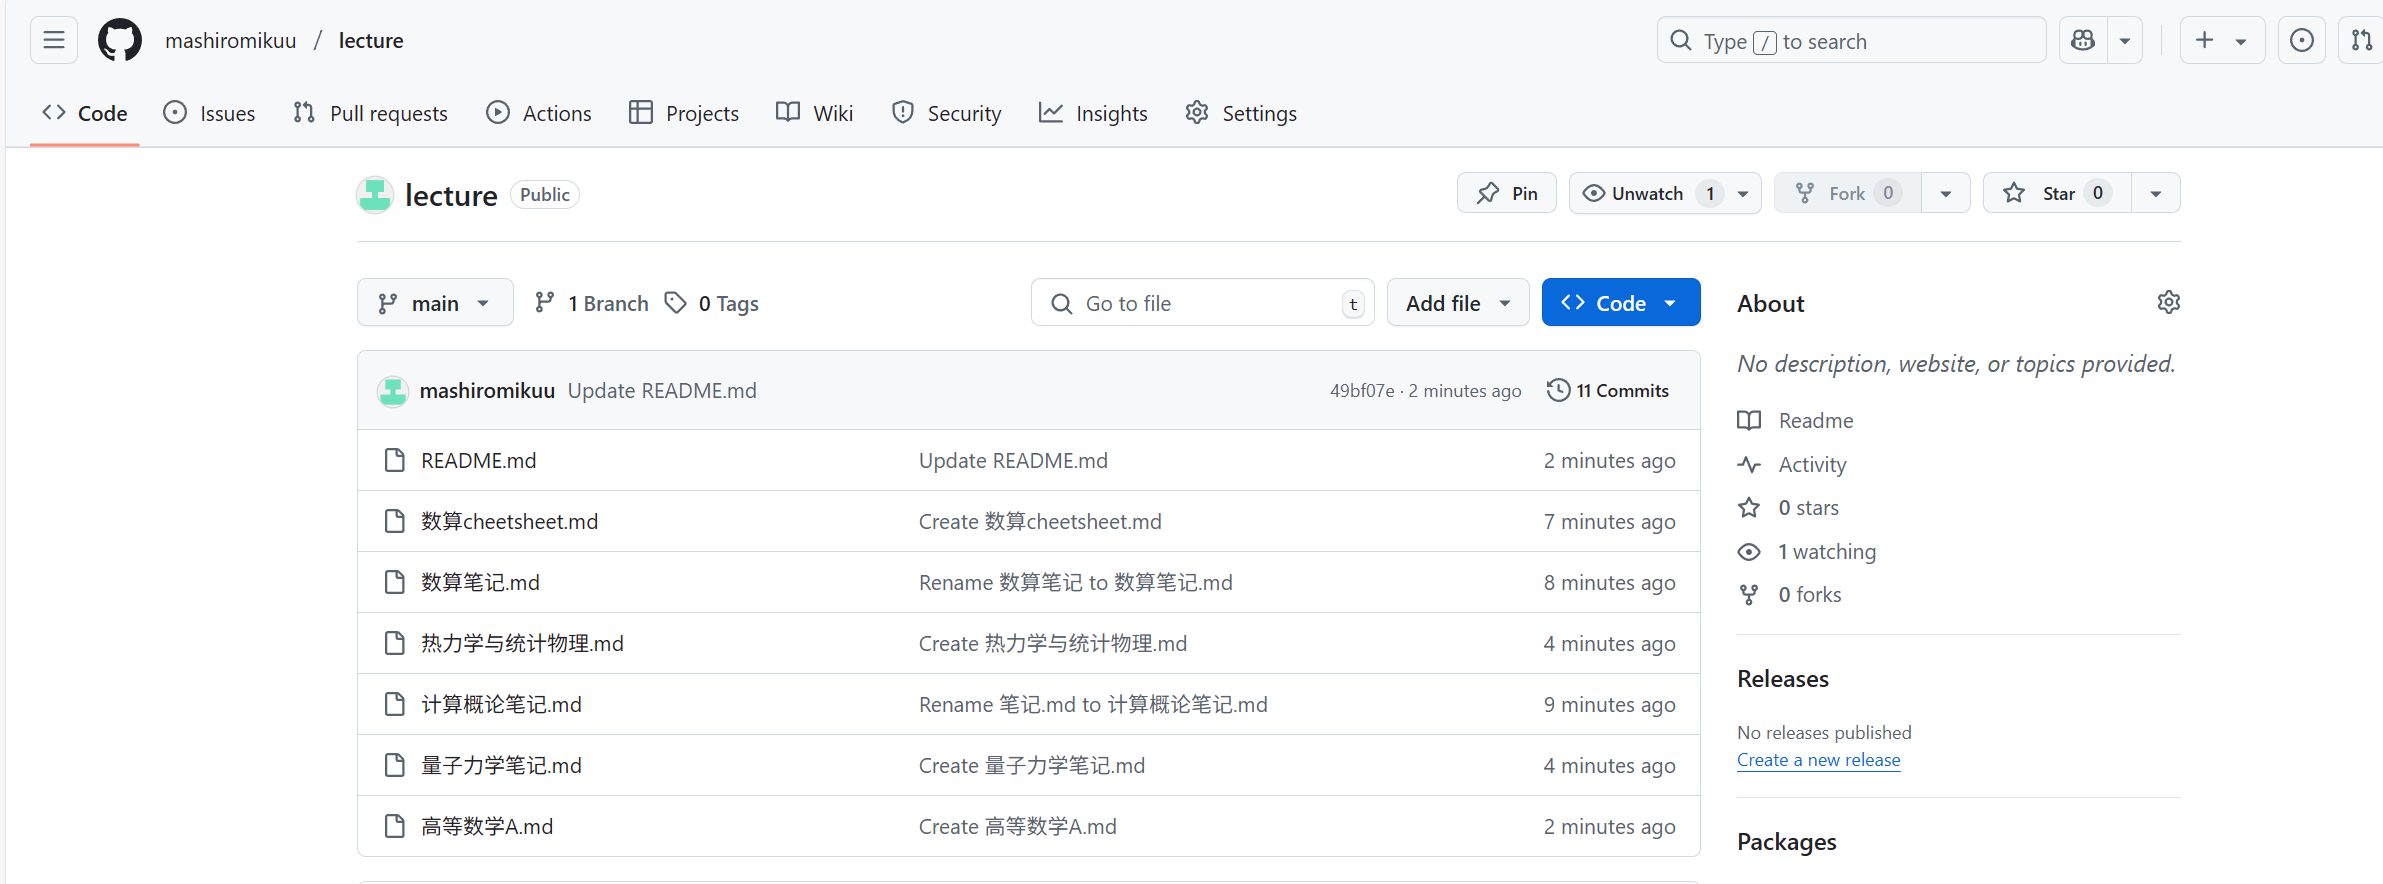 mashiromikuu / lecture
Type / to search
Code Issues Pull requests Actions Projects Wiki Security Insights Settings
lecture Public
Pin Unwatch 1 Fork 0 Star 0
main 1 Branch 0 Tags Go to file t Add file Code
mashiromikuu Update README.md 49bf07e · 2 minutes ago 11 Commits
README.md Update README.md 2 minutes ago
数算cheetsheet.md Create 数算cheetsheet.md 7 minutes ago
数算笔记.md Rename 数算笔记 to 数算笔记.md 8 minutes ago
热力学与统计物理.md Create 热力学与统计物理.md 4 minutes ago
计算概论笔记.md Rename 笔记.md to 计算概论笔记.md 9 minutes ago
量子力学笔记.md Create 量子力学笔记.md 4 minutes ago
高等数学A.md Create 高等数学A.md 2 minutes ago
About
No description, website, or topics provided.
Readme
Activity
0 stars
1 watching
0 forks
Releases
No releases published
Create a new release
Packages